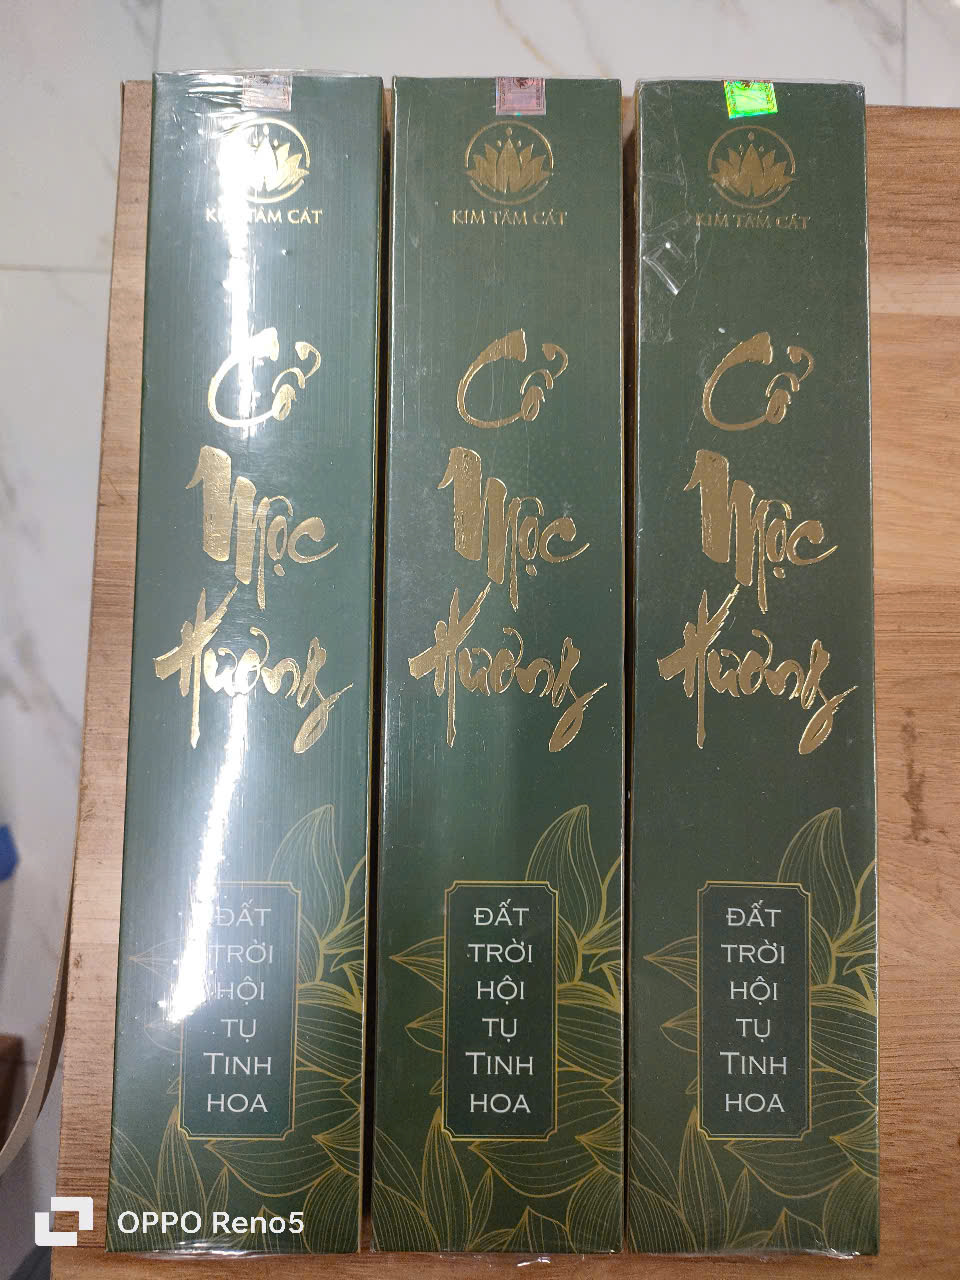 KIM TÂM CÁT
Cổ
Mộc
Hương
ĐẤT
TRỜI
HỘI
TỤ
TINH
HOA
KIM TÂM CÁT
Cổ
Mộc
Hương
ĐẤT
TRỜI
HỘI
TỤ
TINH
HOA
KIM TÂM CÁT
Cổ
Mộc
Hương
ĐẤT
TRỜI
HỘI
TỤ
TINH
HOA
OPPO Reno5